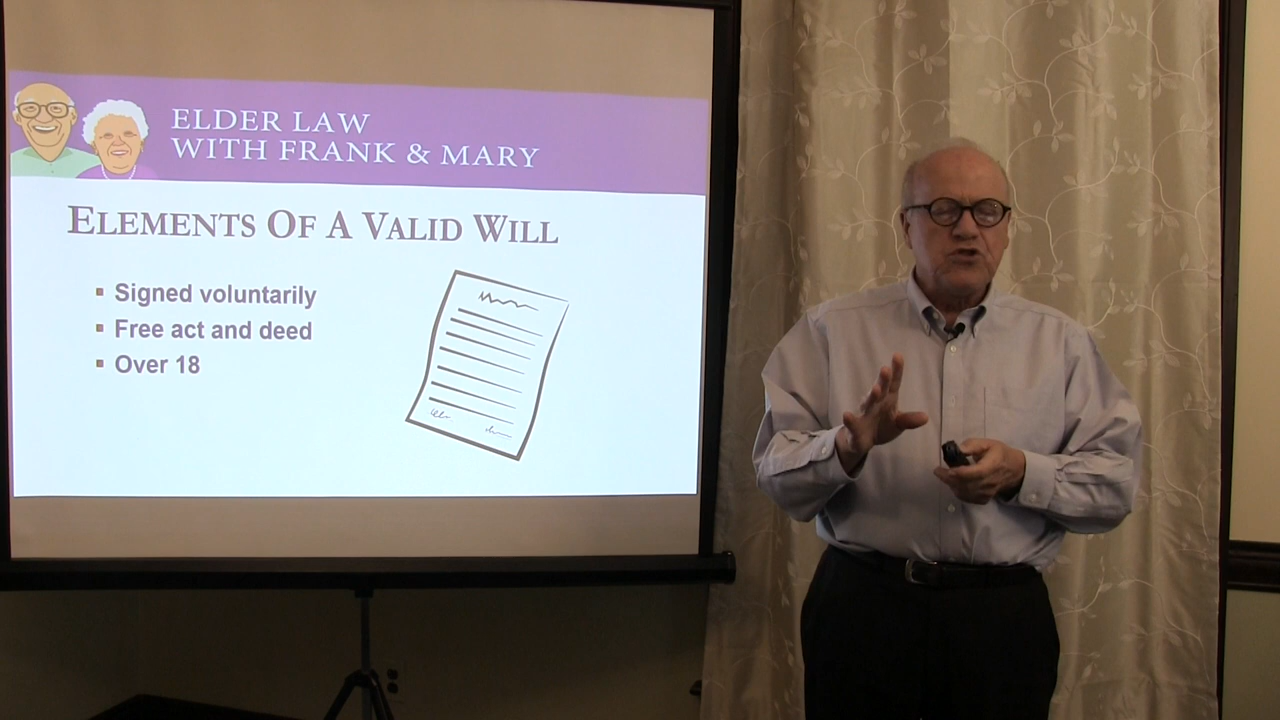 ELDER LAW
WITH FRANK & MARY
ELEMENTS OF A VALID WILL
▪ Signed voluntarily
▪ Free act and deed
▪ Over 18